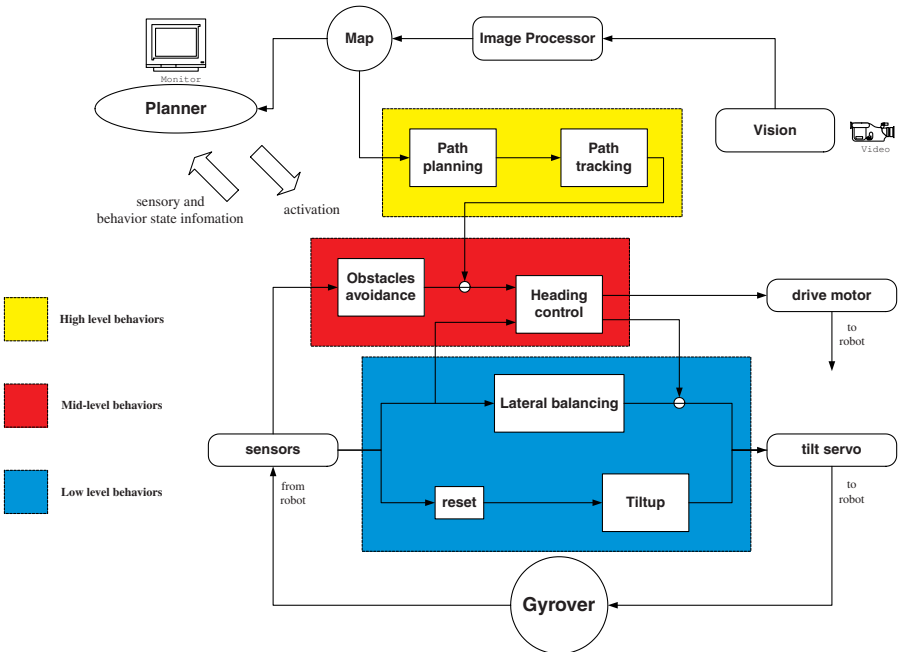 Monitor
Planner
Map
Image Processor
Vision
Video
sensory and
behavior state infomation
activation
Path
planning
Path
tracking
Obstacles
avoidance
Heading
control
drive motor
to
robot
High level behaviors
Mid-level behaviors
Low level behaviors
Lateral balancing
sensors
from
robot
reset
Tiltup
tilt servo
to
robot
Gyrover